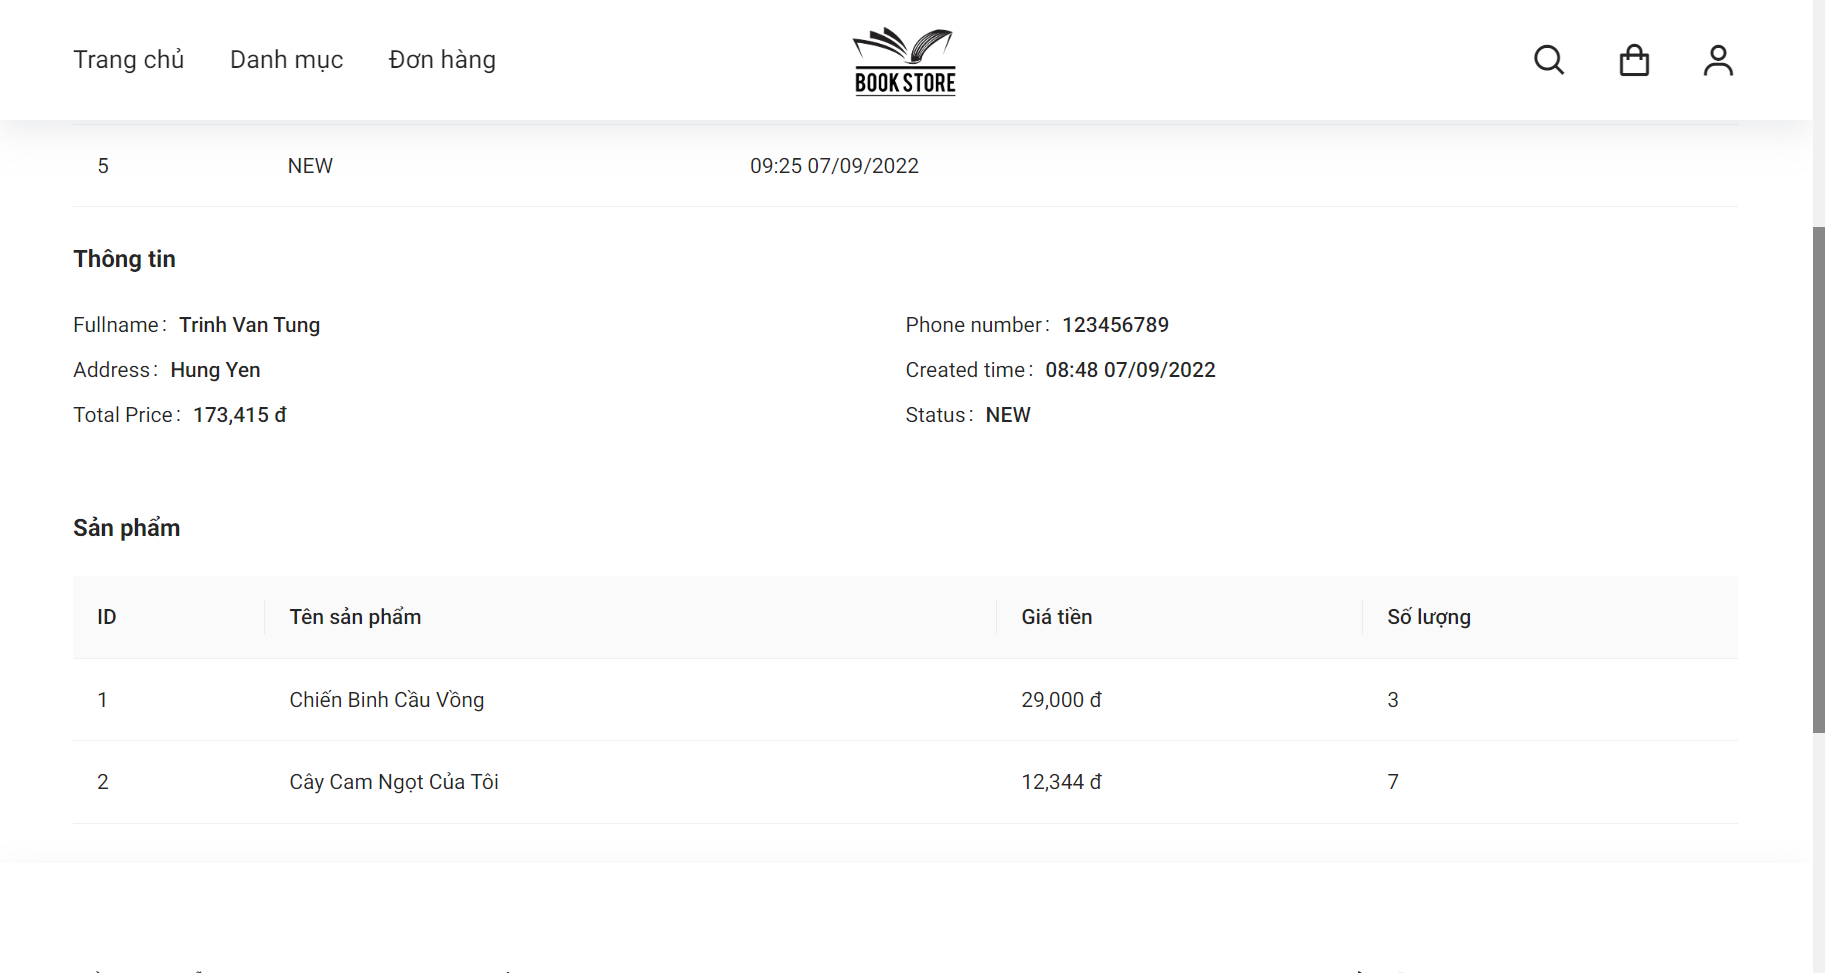 Trang chủ Danh mục Đơn hàng
BOOK STORE
5 NEW 09:25 07/09/2022
Thông tin
Fullname: Trinh Van Tung Phone number: 123456789
Address: Hung Yen Created time: 08:48 07/09/2022
Total Price: 173,415 đ Status: NEW
Sản phẩm
ID Tên sản phẩm Giá tiền Số lượng
1 Chiến Binh Cầu Vồng 29,000 đ 3
2 Cây Cam Ngọt Của Tôi 12,344 đ 7